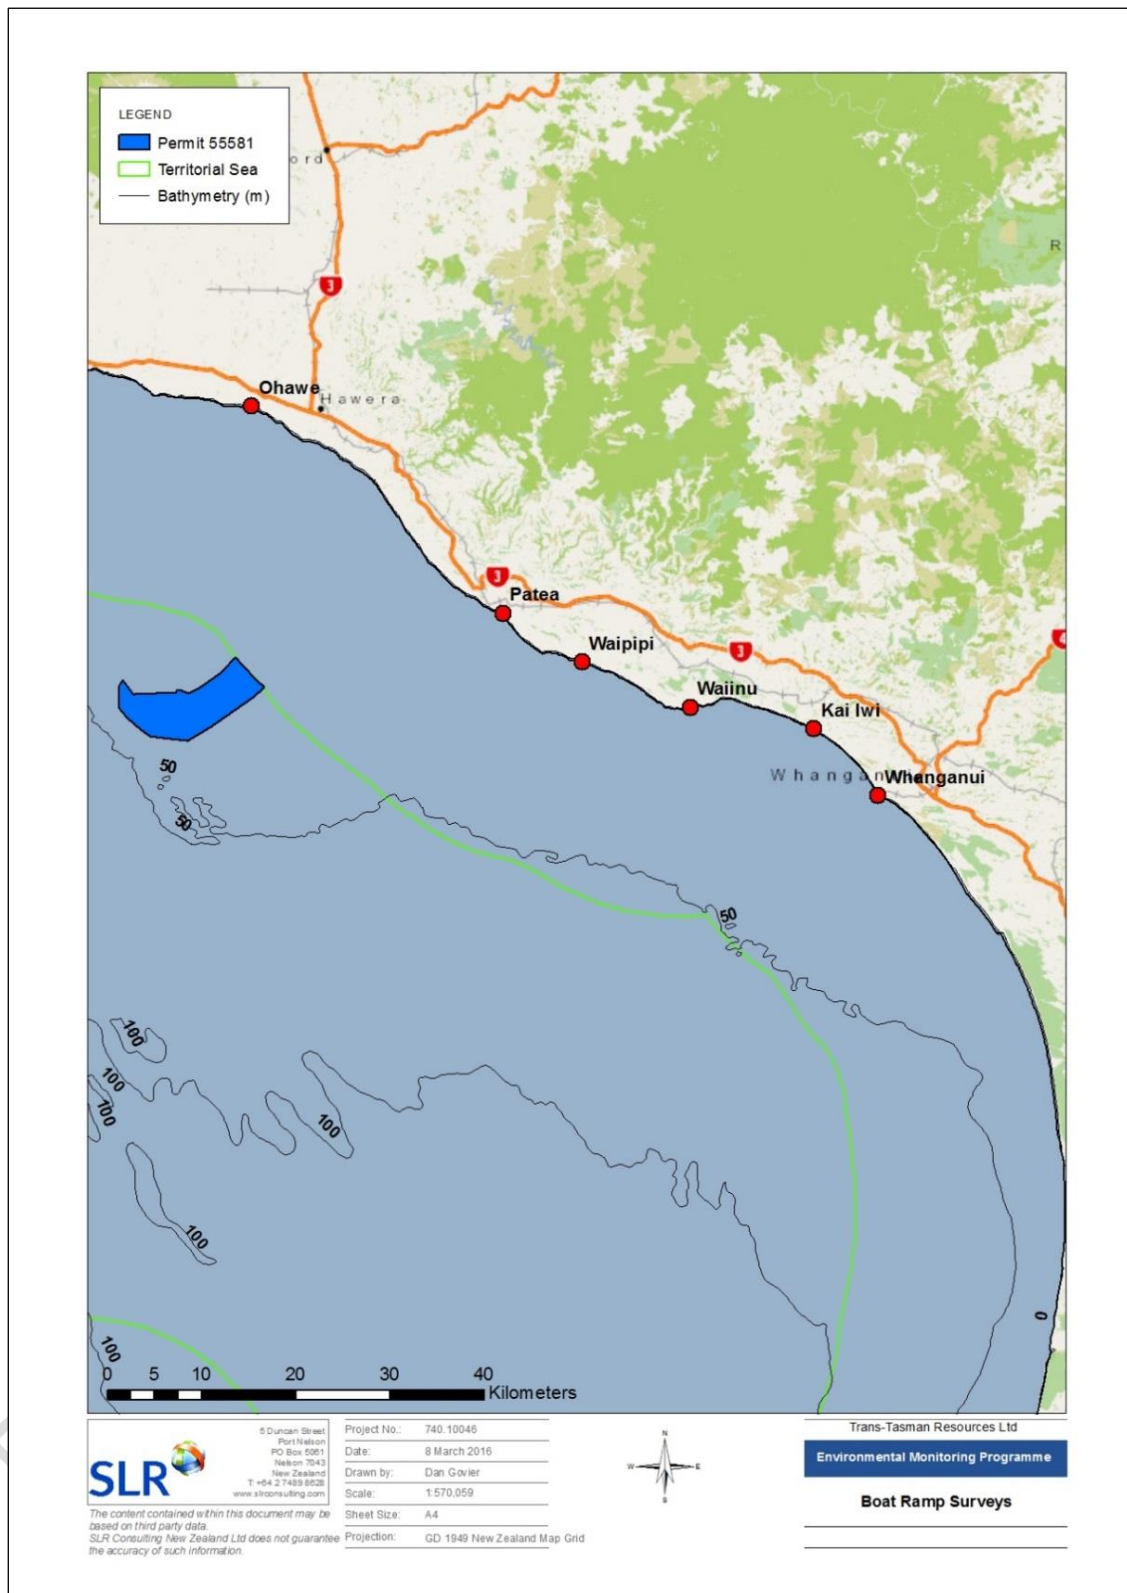 LEGEND
Permit 55581
Territorial Sea
Bathymetry (m)
ord
3
R
Ohawe
Hawera
3
Patea
Waipipi
3
4
Waiinu
Kai Iwi
Whanganui
Whanganui
50
50
50
100
100
100
100
100
100
0
0 5 10 20 30 40
Kilometers
SLR
5 Duncan Street
Port Nelson
PO Box 5061
Nelson 7043
New Zealand
T: +64 2 7489 8628
www.slrconsulting.com
The content contained within this document may be
based on third party data.
SLR Consulting New Zealand Ltd does not guarantee
the accuracy of such information.
Project No.: 740.10046
Date: 8 March 2016
Drawn by: Dan Govier
Scale: 1:570,059
Sheet Size: A4
Projection: GD 1949 New Zealand Map Grid
N
W E
S
Trans-Tasman Resources Ltd
Environmental Monitoring Programme
Boat Ramp Surveys